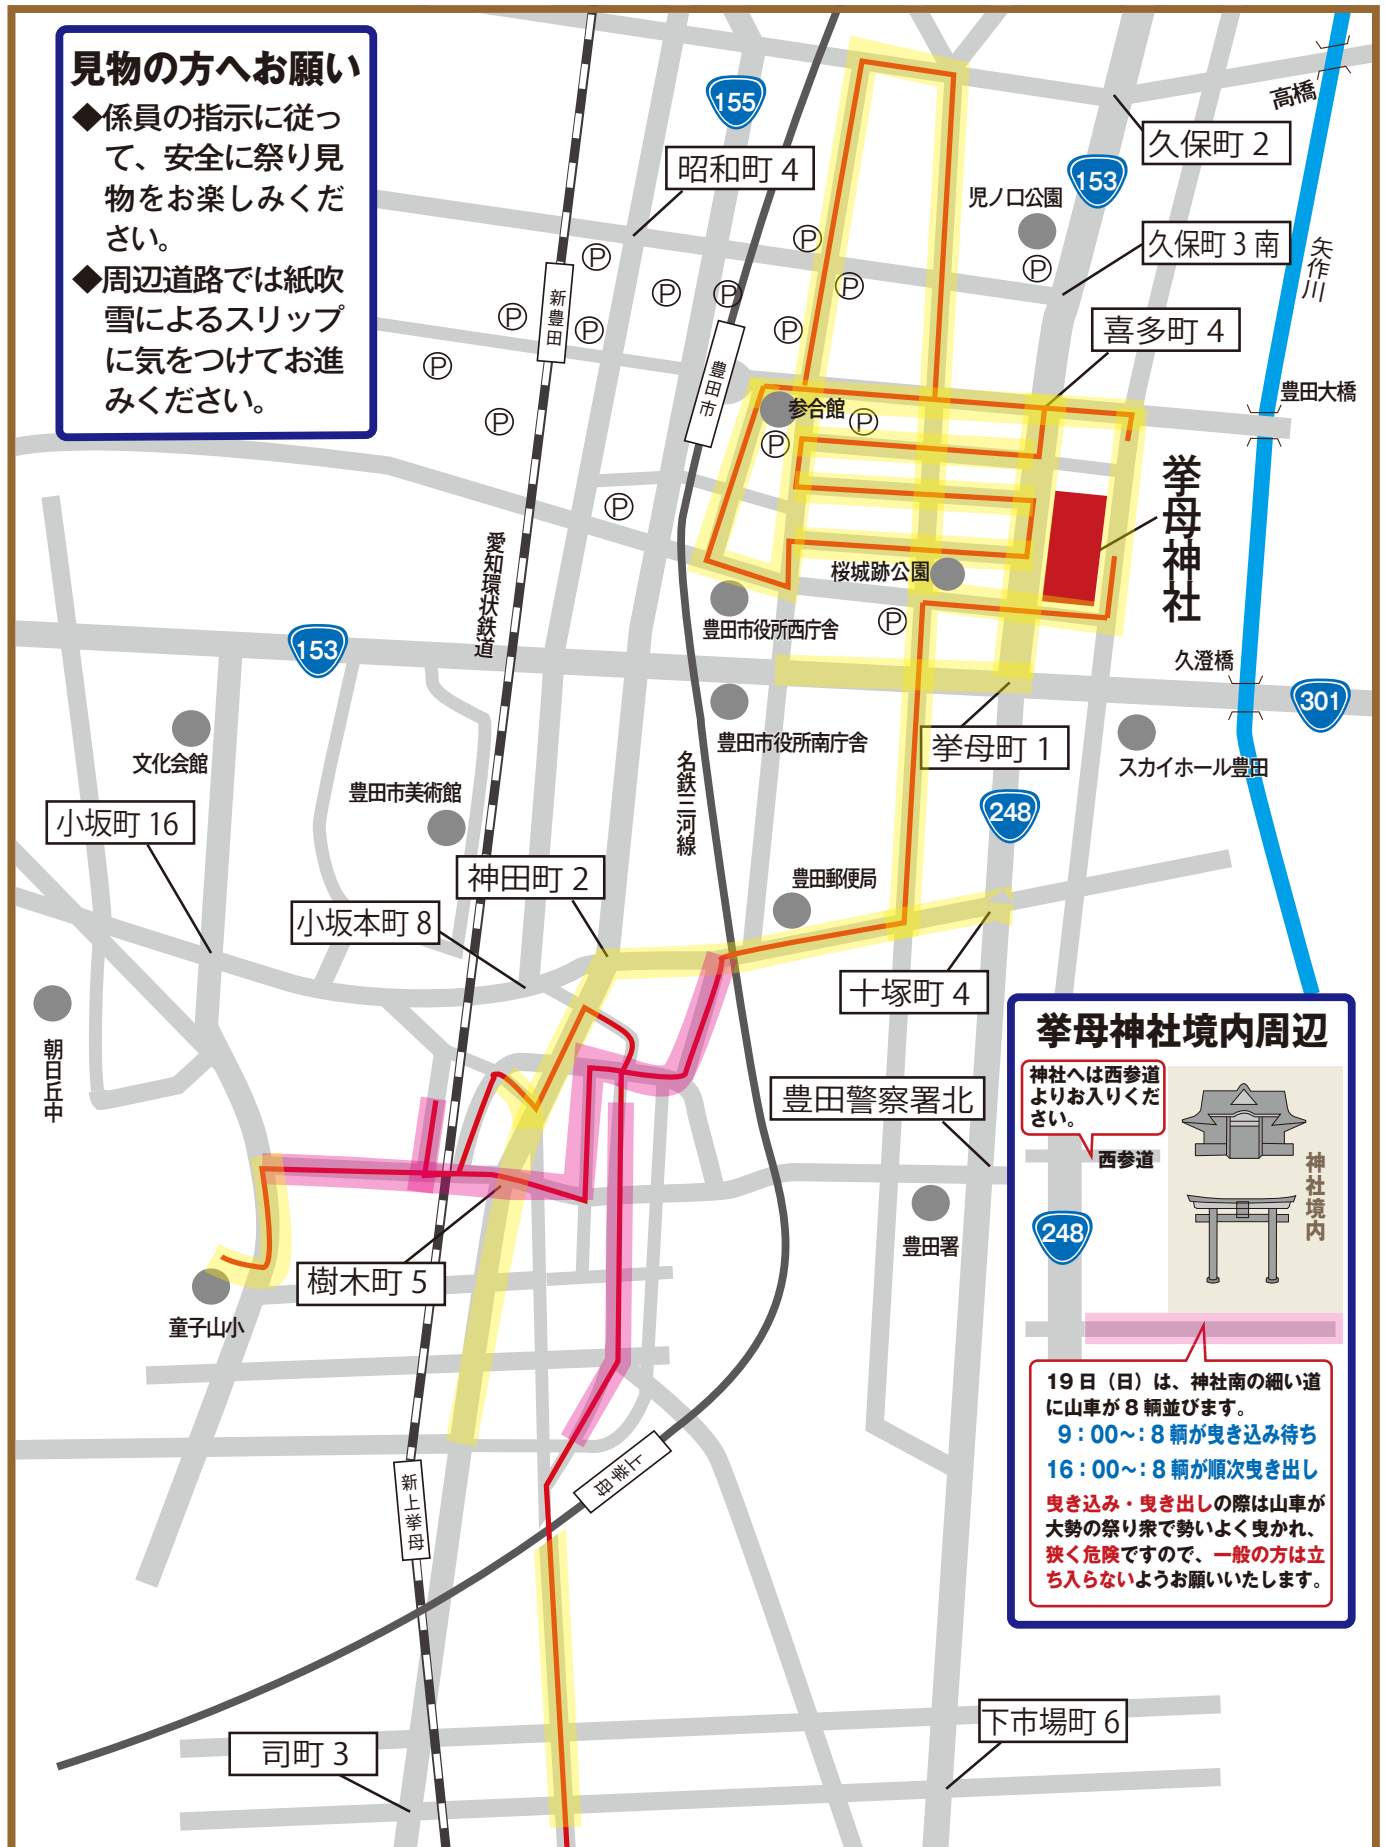 見物の方へお願い
◆係員の指示に従っ
て、安全に祭り見
物をお楽しみくだ
さい。
◆周辺道路では紙吹
雪によるスリップ
に気をつけてお進
みください。
155
高橋
久保町 2
昭和町 4
153
児ノ口公園
Ⓟ
久保町 3 南
矢作川
Ⓟ
Ⓟ
Ⓟ
Ⓟ
Ⓟ
新豊田
Ⓟ
Ⓟ
Ⓟ
喜多町 4
Ⓟ
豊田市
豊田大橋
参合館
Ⓟ
Ⓟ
Ⓟ
挙母神社
Ⓟ
愛知環状鉄道
桜城跡公園
Ⓟ
豊田市役所西庁舎
153
久澄橋
301
文化会館
豊田市役所南庁舎
挙母町 1
スカイホール豊田
名鉄三河線
豊田市美術館
248
小坂町 16
神田町 2
豊田郵便局
小坂本町 8
十塚町 4
朝日丘中
豊田警察署北
豊田署
樹木町 5
童子山小
上挙母
新上挙母
司町 3
下市場町 6
挙母神社境内周辺
神社へは西参道
よりお入りくだ
さい。
西参道
神社境内
248
19 日（日）は、神社南の細い道
に山車が 8 輌並びます。
9：00～：8 輌が曳き込み待ち
16：00～：8 輌が順次曳き出し
曳き込み・曳き出しの際は山車が
大勢の祭り衆で勢いよく曳かれ、
狭く危険ですので、一般の方は立
ち入らないようお願いいたします。